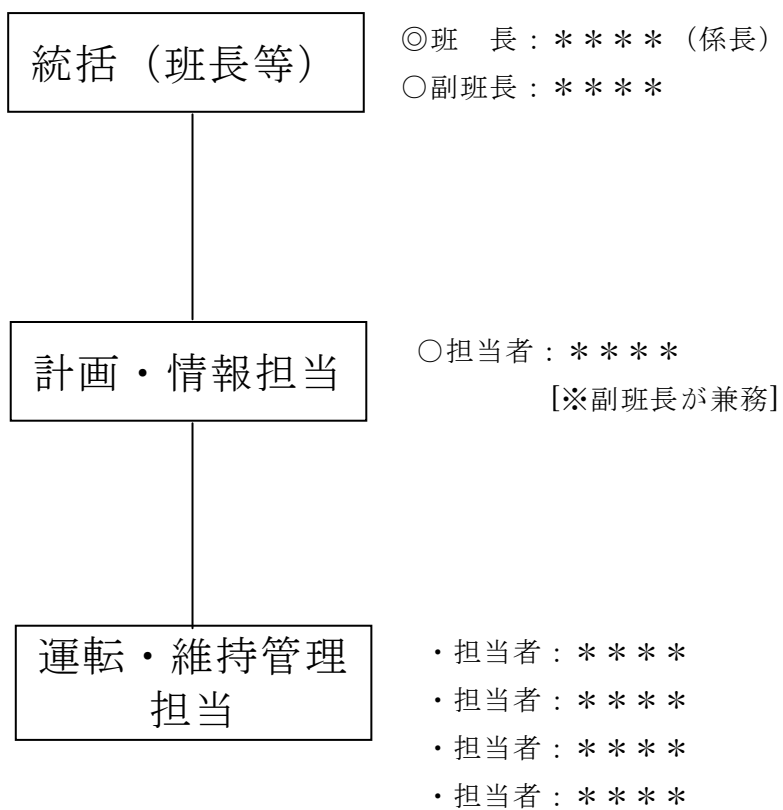 統括（班長等）
◎班　長：＊＊＊＊（係長）
○副班長：＊＊＊＊
計画・情報担当
○担当者：＊＊＊＊
[※副班長が兼務]
運転・維持管理
担当
・担当者：＊＊＊＊
・担当者：＊＊＊＊
・担当者：＊＊＊＊
・担当者：＊＊＊＊